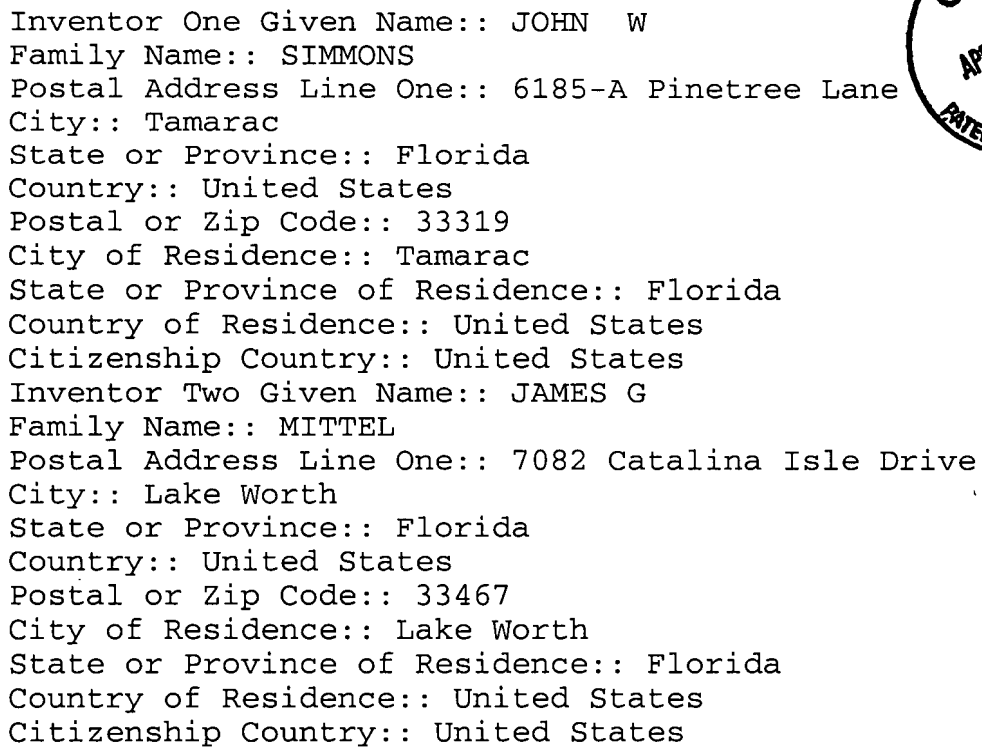 Inventor One Given Name:: JOHN W
Family Name:: SIMMONS
Postal Address Line One:: 6185-A Pinetree Lane
City:: Tamarac
State or Province:: Florida
Country:: United States
Postal or Zip Code:: 33319
City of Residence:: Tamarac
State or Province of Residence:: Florida
Country of Residence:: United States
Citizenship Country:: United States
Inventor Two Given Name:: JAMES G
Family Name:: MITTEL
Postal Address Line One:: 7082 Catalina Isle Drive
City:: Lake Worth
State or Province:: Florida
Country:: United States
Postal or Zip Code:: 33467
City of Residence:: Lake Worth
State or Province of Residence:: Florida
Country of Residence:: United States
Citizenship Country:: United States